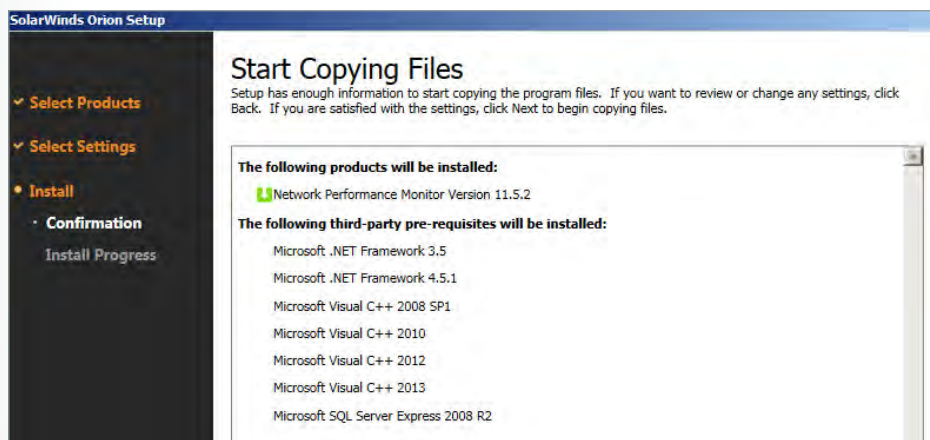 SolarWinds Orion Setup
Select Products
Select Settings
Install
Confirmation
Install Progress
Start Copying Files
Setup has enough information to start copying the program files. If you want to review or change any settings, click
Back. If you are satisfied with the settings, click Next to begin copying files.
The following products will be installed:
Network Performance Monitor Version 11.5.2
The following third-party pre-requisites will be installed:
Microsoft .NET Framework 3.5
Microsoft .NET Framework 4.5.1
Microsoft Visual C++ 2008 SP1
Microsoft Visual C++ 2010
Microsoft Visual C++ 2012
Microsoft Visual C++ 2013
Microsoft SQL Server Express 2008 R2